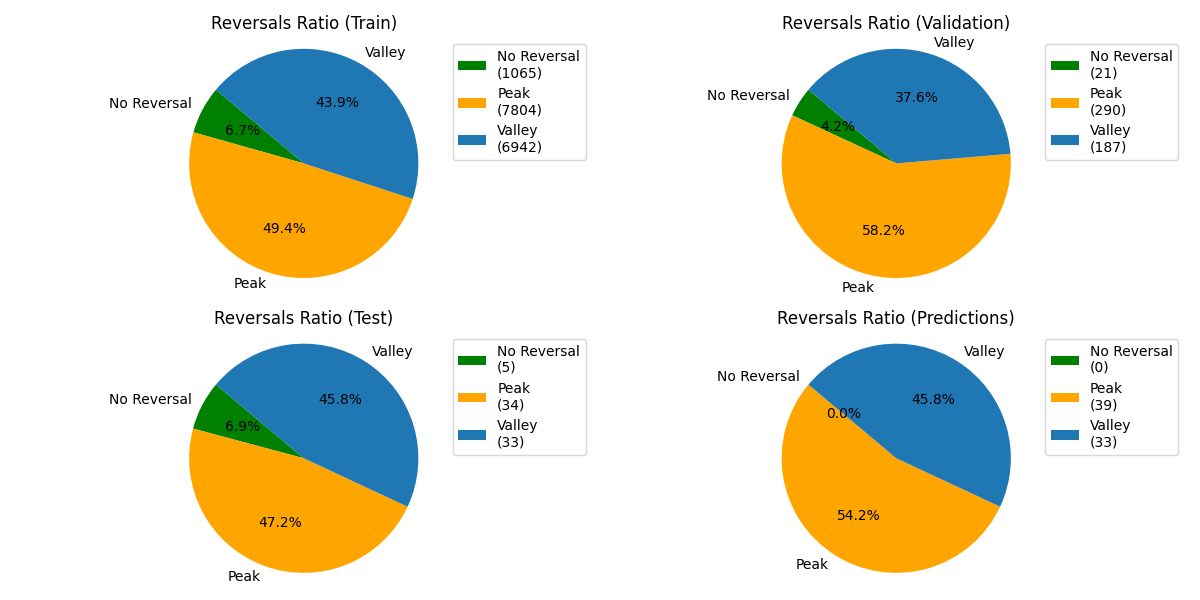 Reversals Ratio (Train)
Valley
No Reversal
43.9%
6.7%
49.4%
Peak
No Reversal
(1065)
Peak
(7804)
Valley
(6942)
Reversals Ratio (Validation)
Valley
No Reversal
37.6%
4.2%
58.2%
Peak
No Reversal
(21)
Peak
(290)
Valley
(187)
Reversals Ratio (Test)
Valley
No Reversal
45.8%
6.9%
47.2%
Peak
No Reversal
(5)
Peak
(34)
Valley
(33)
Reversals Ratio (Predictions)
Valley
No Reversal
45.8%
0.0%
54.2%
Peak
No Reversal
(0)
Peak
(39)
Valley
(33)